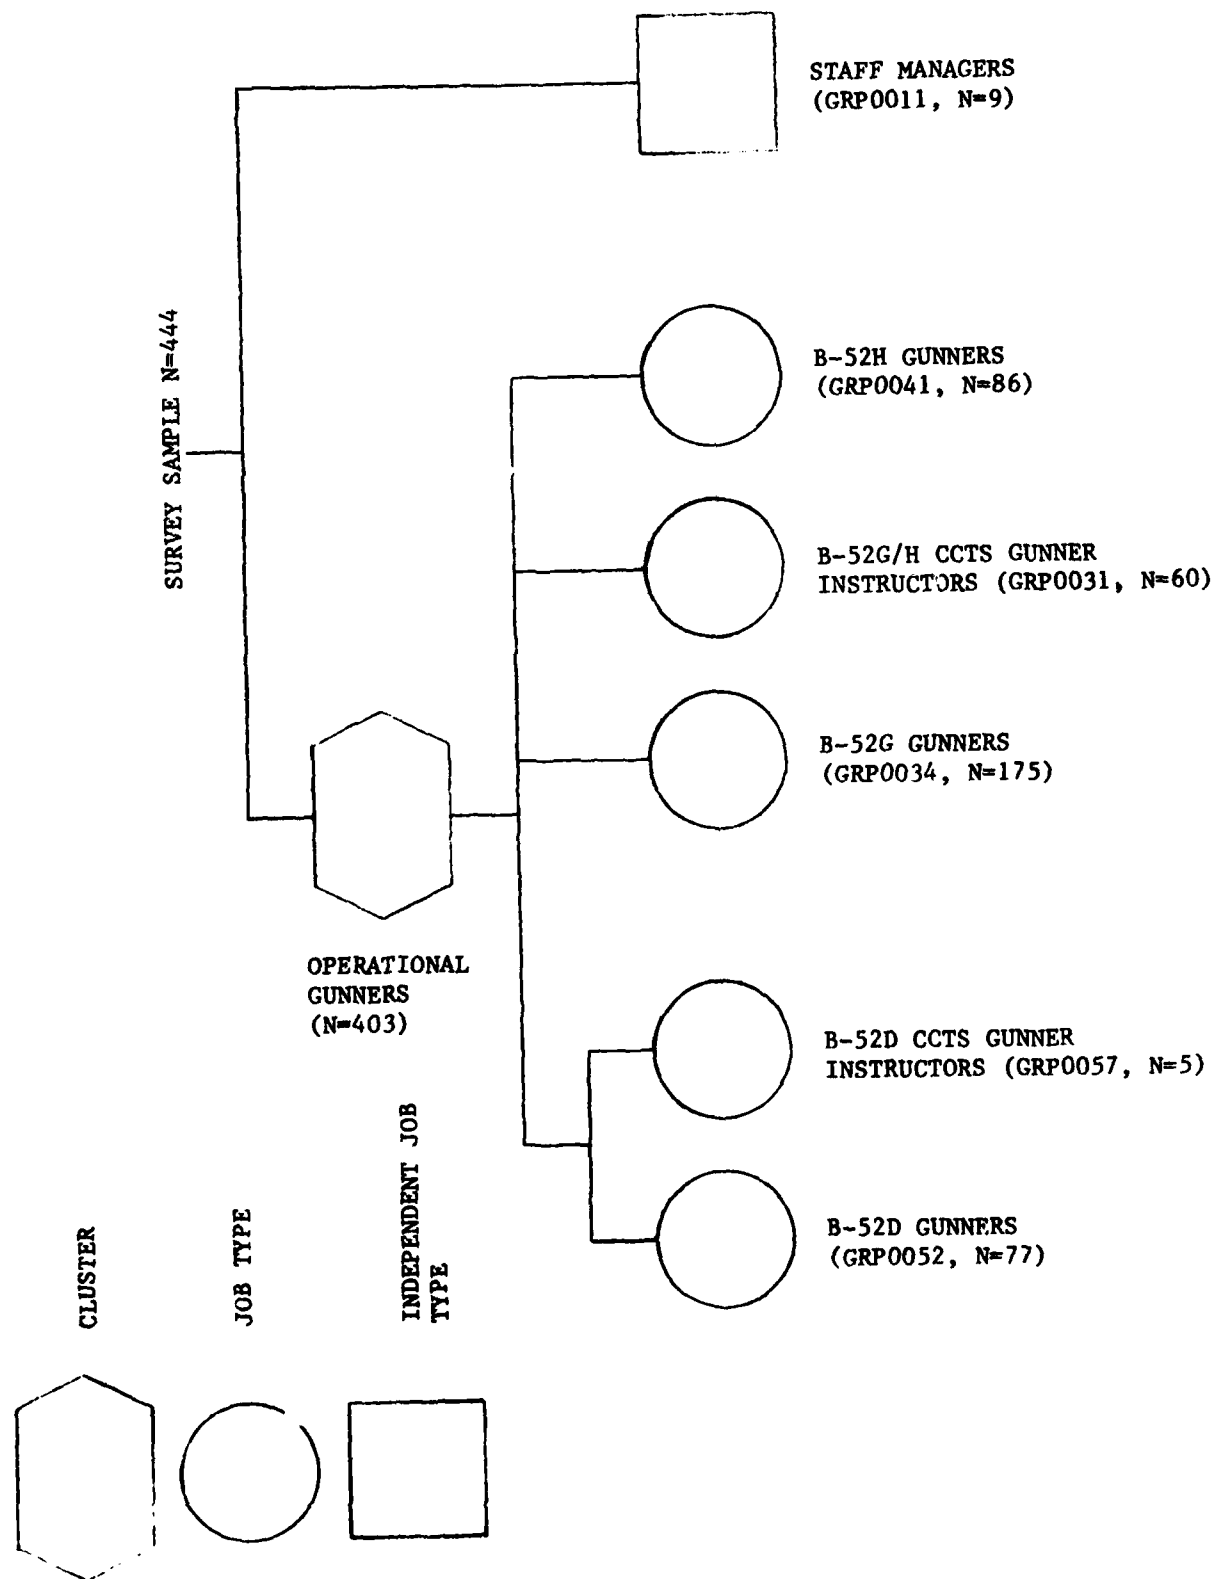 STAFF MANAGERS
(GRP0011, N=9)
SURVEY SAMPLE N=444
B-52H GUNNERS
(GRP0041, N=86)
B-52G/H CCTS GUNNER
INSTRUCTORS (GRP0031, N=60)
B-52G GUNNERS
(GRP0034, N=175)
OPERATIONAL
GUNNERS
(N=403)
B-52D CCTS GUNNER
INSTRUCTORS (GRP0057, N=5)
B-52D GUNNERS
(GRP0052, N=77)
CLUSTER
JOB TYPE
INDEPENDENT JOB
TYPE